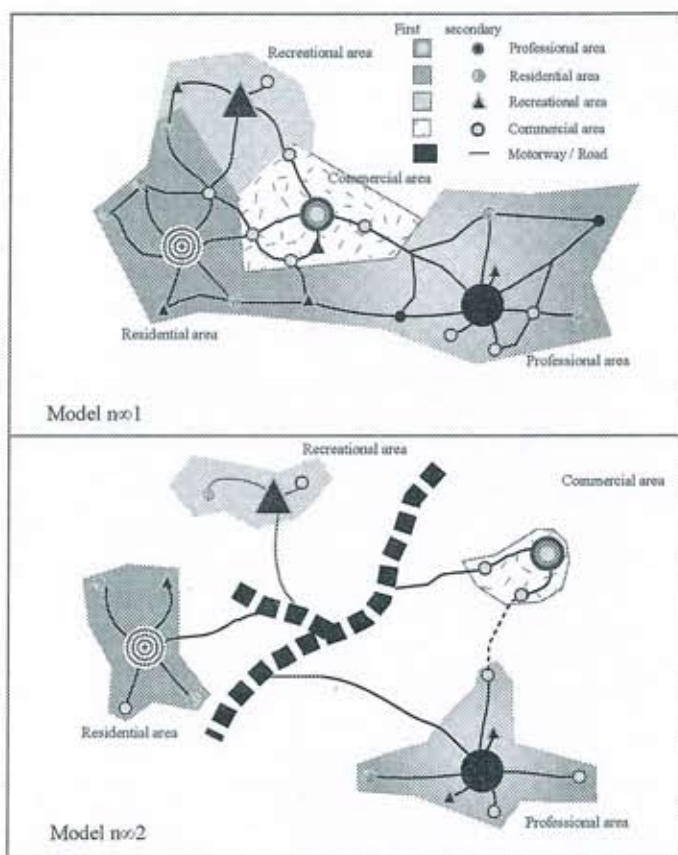 First secondary
Professional area
Residential area
Recreational area
Commercial area
Motorway / Road
Recreational area
Commercial area
Residential area
Professional area
Model n∞1
Recreational area
Commercial area
Residential area
Professional area
Model n∞2